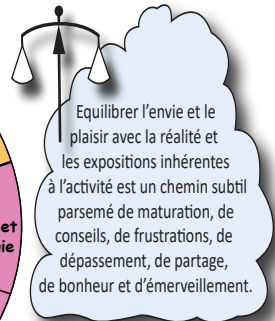 Equilibrer l'envie et le
plaisir avec la réalité et
les expositions inhérentes
à l'activité est un chemin subtil
parsemé de maturation, de
conseils, de frustrations, de
dépassement, de partage,
de bonheur et d'émerveillement.
et